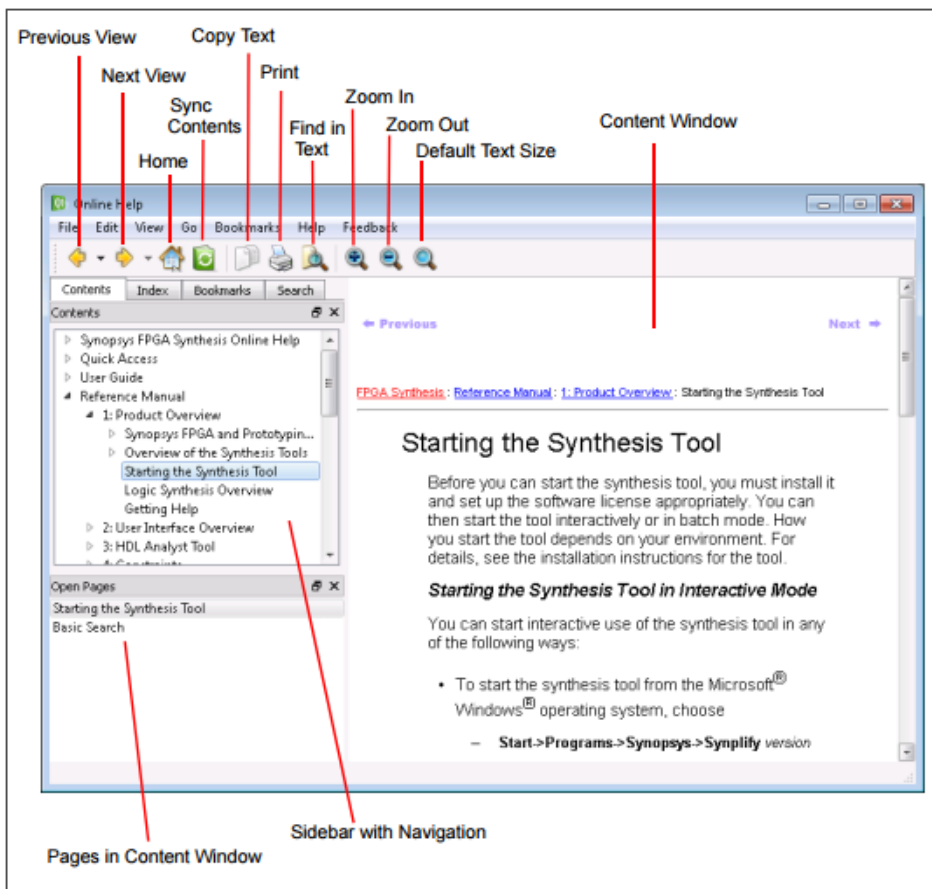 Previous View
Copy Text
Next View
Print
Zoom In
Sync
Contents
Find in
Text
Zoom Out
Content Window
Home
Default Text Size
Online Help
File Edit View Go Bookmarks Help Feedback
Contents Index Bookmarks Search
Contents
Synopsys FPGA Synthesis Online Help
Quick Access
User Guide
Reference Manual
1: Product Overview
Synopsys FPGA and Prototypin...
Overview of the Synthesis Tools
Starting the Synthesis Tool
Logic Synthesis Overview
Getting Help
2: User Interface Overview
3: HDL Analyst Tool
4: Constraints
Open Pages
Starting the Synthesis Tool
Basic Search
Previous Next
FPGA Synthesis : Reference Manual : 1: Product Overview : Starting the Synthesis Tool
Starting the Synthesis Tool
Before you can start the synthesis tool, you must install it
and set up the software license appropriately. You can
then start the tool interactively or in batch mode. How
you start the tool depends on your environment. For
details, see the installation instructions for the tool.
Starting the Synthesis Tool in Interactive Mode
You can start interactive use of the synthesis tool in any
of the following ways:
• To start the synthesis tool from the Microsoft®
Windows® operating system, choose
– Start->Programs->Synopsys->Synplify version
Sidebar with Navigation
Pages in Content Window